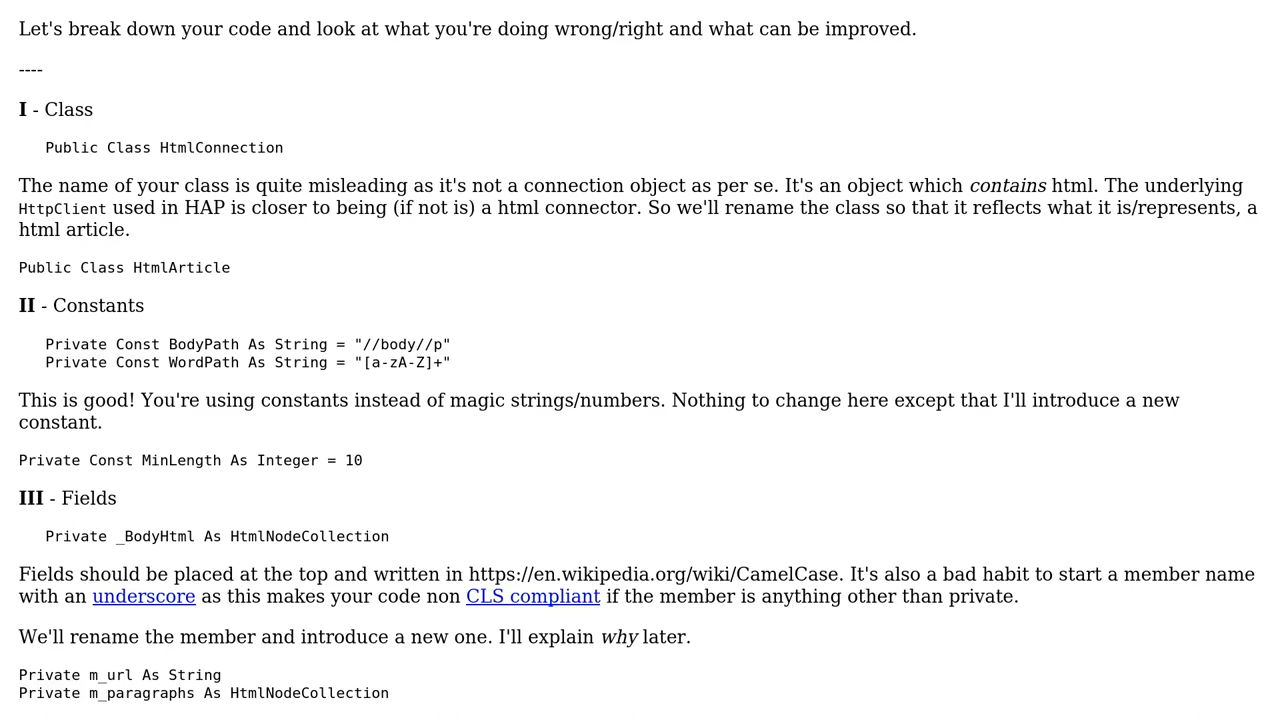 Let's break down your code and look at what you're doing wrong/right and what can be improved.
----
I - Class
Public Class HtmlConnection
The name of your class is quite misleading as it's not a connection object as per se. It's an object which contains html. The underlying
HttpClient used in HAP is closer to being (if not is) a html connector. So we'll rename the class so that it reflects what it is/represents, a
html article.
Public Class HtmlArticle
II - Constants
Private Const BodyPath As String = "//body//p"
Private Const WordPath As String = "[a-zA-Z]+"
This is good! You're using constants instead of magic strings/numbers. Nothing to change here except that I'll introduce a new
constant.
Private Const MinLength As Integer = 10
III - Fields
Private _BodyHtml As HtmlNodeCollection
Fields should be placed at the top and written in https://en.wikipedia.org/wiki/CamelCase. It's also a bad habit to start a member name
with an underscore as this makes your code non CLS compliant if the member is anything other than private.
We'll rename the member and introduce a new one. I'll explain why later.
Private m_url As String
Private m_paragraphs As HtmlNodeCollection